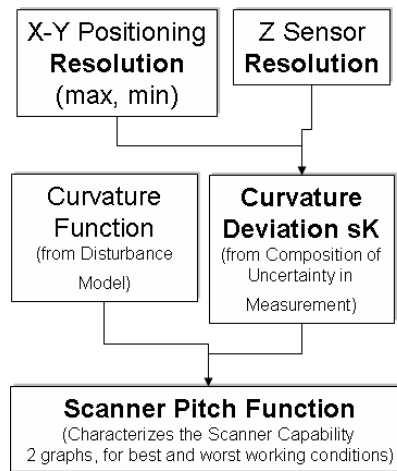 X-Y Positioning
Resolution
(max, min)
Z Sensor
Resolution
Curvature
Function
(from Disturbance
Model)
Curvature
Deviation sK
(from Composition of
Uncertainty in
Measurement)
Scanner Pitch Function
(Characterizes the Scanner Capability
2 graphs, for best and worst working conditions)